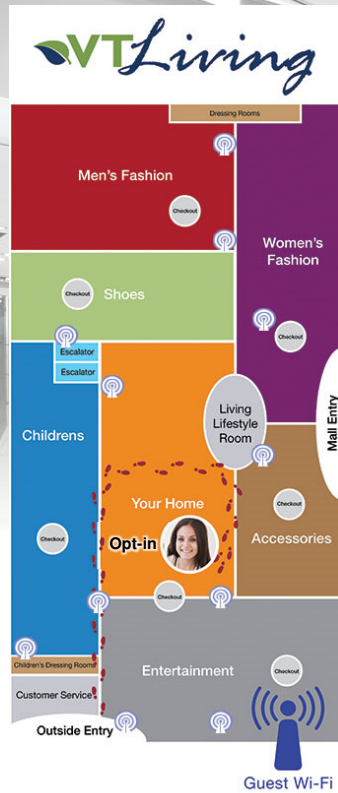 VTLiving
Dressing Rooms
Men's Fashion
Checkout
Women's
Fashion
Checkout
Shoes
Checkout
Escalator
Escalator
Childrens
Living
Lifestyle
Room
Mall Entry
Your Home
Opt-in
Checkout
Accessories
Checkout
Checkout
Children's Dressing Rooms
Customer Service
Entertainment
Checkout
Outside Entry
Guest Wi-Fi